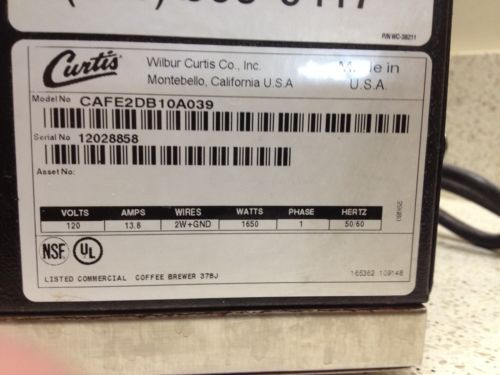 P/N WC-38211
Curtis
Wilbur Curtis Co., Inc.
Montebello, California U.S.A
Made in
U.S.A.
Model No CAFE2DB10A039
Serial No 12028858
Asset No:
VOLTS AMPS WIRES WATTS PHASE HERTZ
120 13.8 2W+GND 1650 1 50/60
NSF UL
LISTED COMMERCIAL COFFEE BREWER 378J
165362 109148